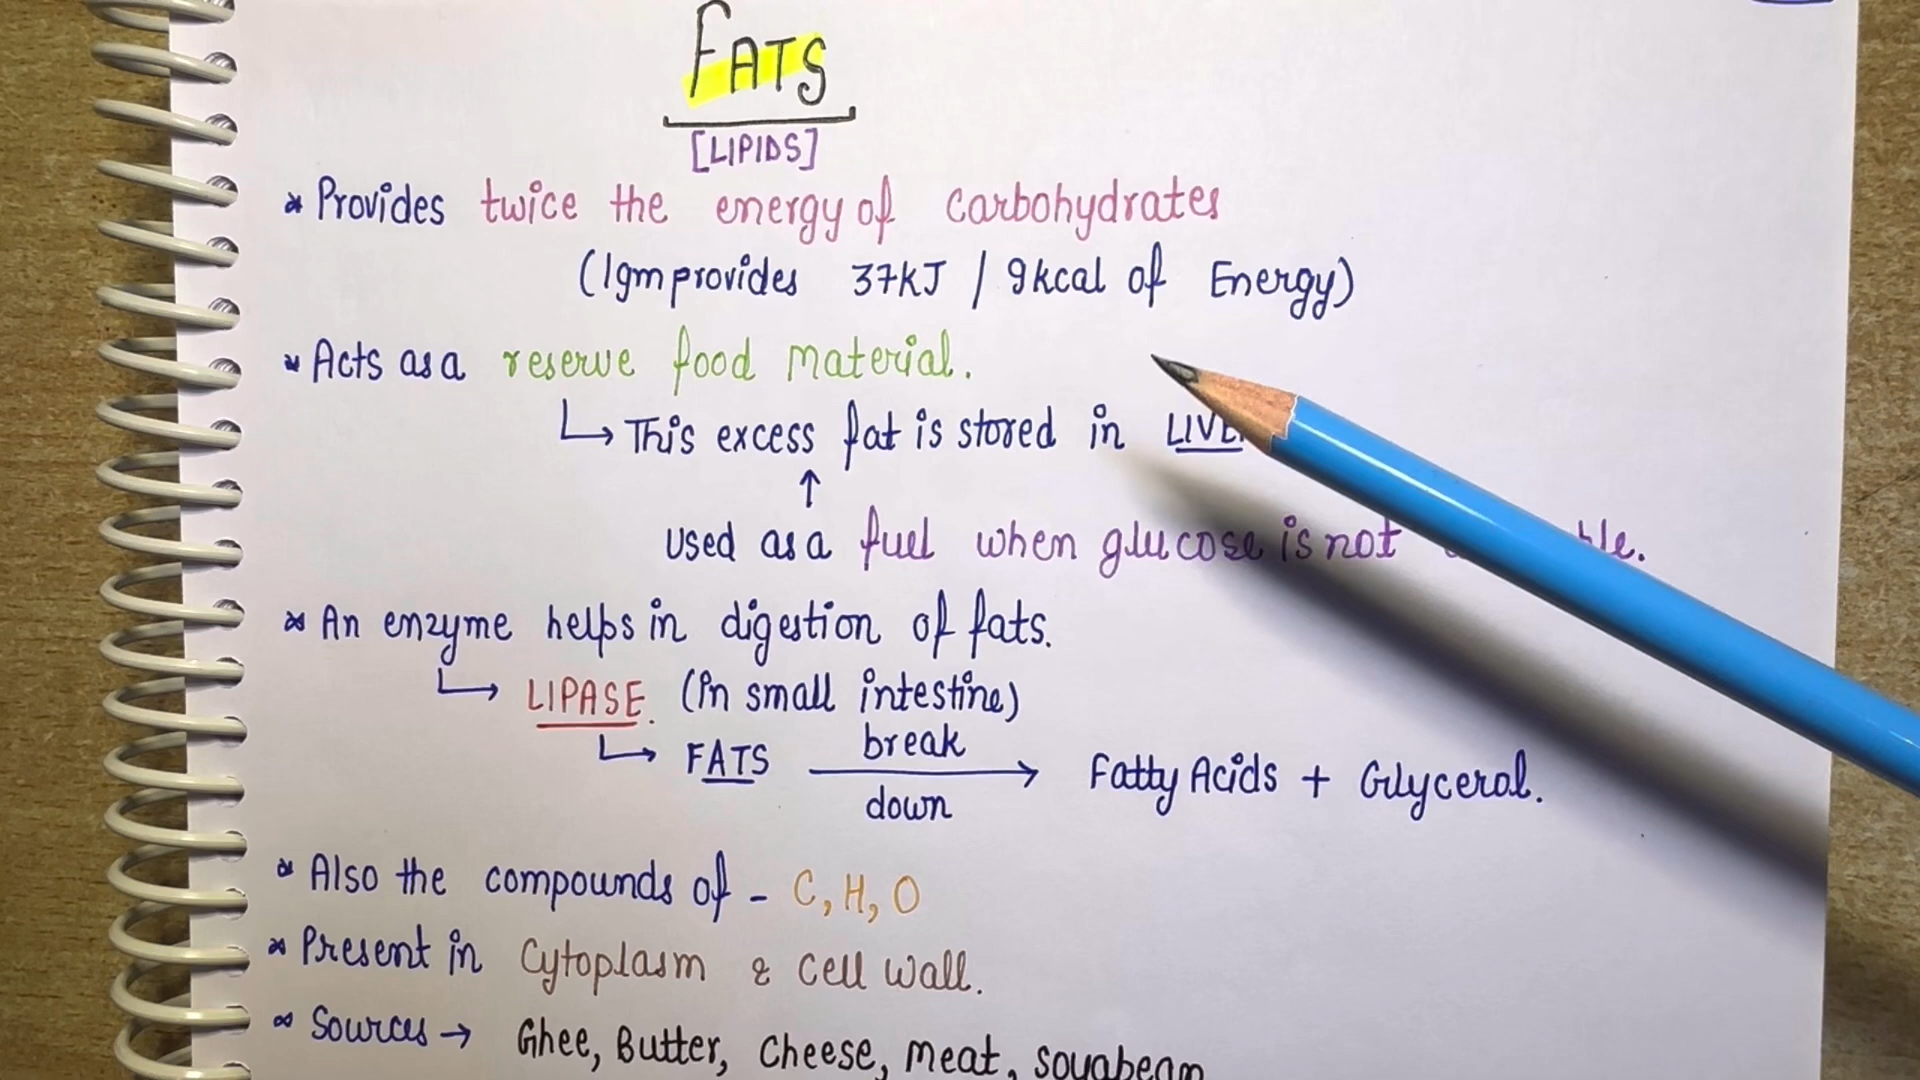 FATS
[LIPIDS]
* Provides twice the energy of carbohydrates
(1gm provides 37KJ / 9kcal of Energy)
* Acts as a reserve food material.
↳ This excess fat is stored in
↑
used as a fuel when glucose is not
* An enzyme helps in digestion of fats.
↳ LIPASE. (in small intestine)
↳ FATS break down → Fatty Acids + Glycerol.
* Also the compounds of - C, H, O
* Present in Cytoplasm & Cell wall.
* Sources → Ghee, Butter, Cheese, meat, soyabean